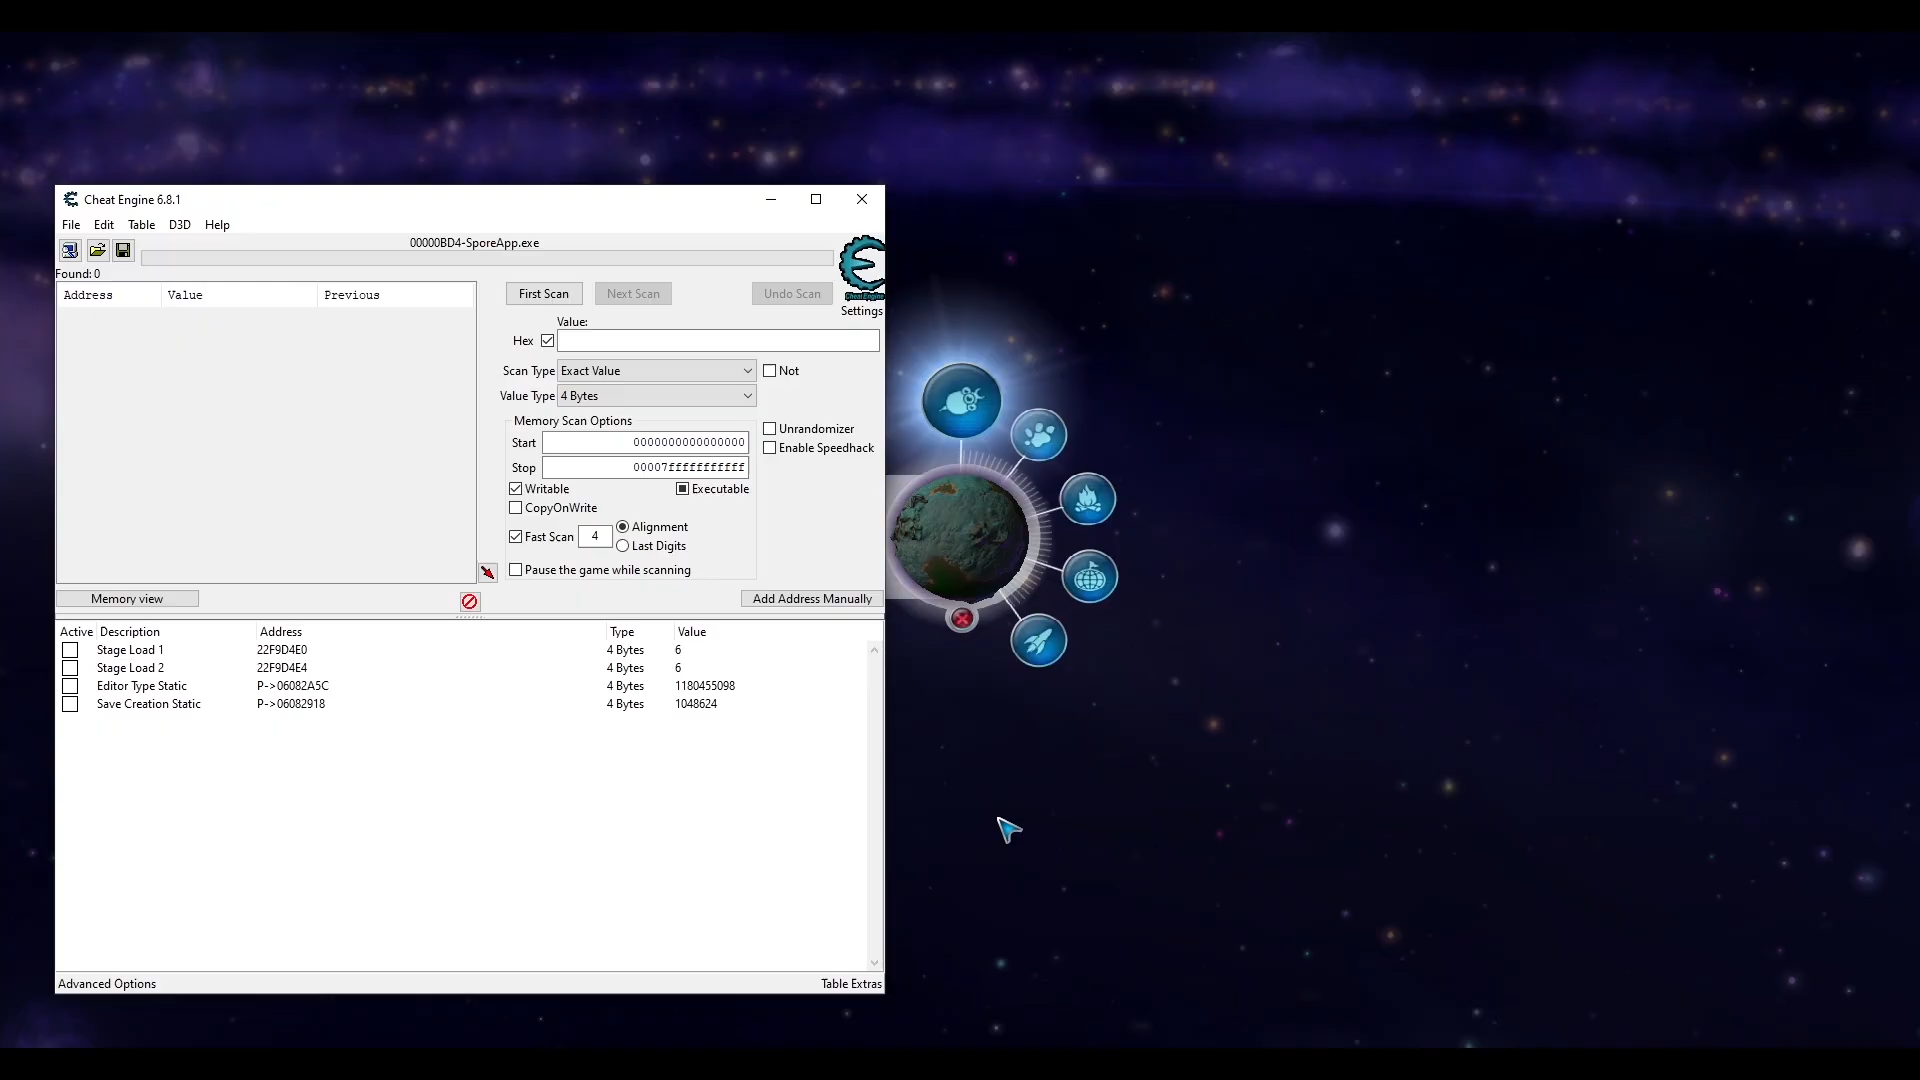 Cheat Engine 6.8.1
File Edit Table D3D Help
00000BD4-SporeApp.exe
Found: 0
Address Value Previous
First Scan Next Scan Undo Scan
Cheat Engine
Settings
Value:
Hex
Scan Type Exact Value Not
Value Type 4 Bytes
Memory Scan Options
Start 0000000000000000
Stop 00007fffffffffff
Unrandomizer
Enable Speedhack
Writable Executable
CopyOnWrite
Fast Scan 4 Alignment
Last Digits
Pause the game while scanning
Memory view Add Address Manually
Active Description Address Type Value
Stage Load 1 22F9D4E0 4 Bytes 6
Stage Load 2 22F9D4E4 4 Bytes 6
Editor Type Static P->06082A5C 4 Bytes 1180455098
Save Creation Static P->06082918 4 Bytes 1048624
Advanced Options Table Extras